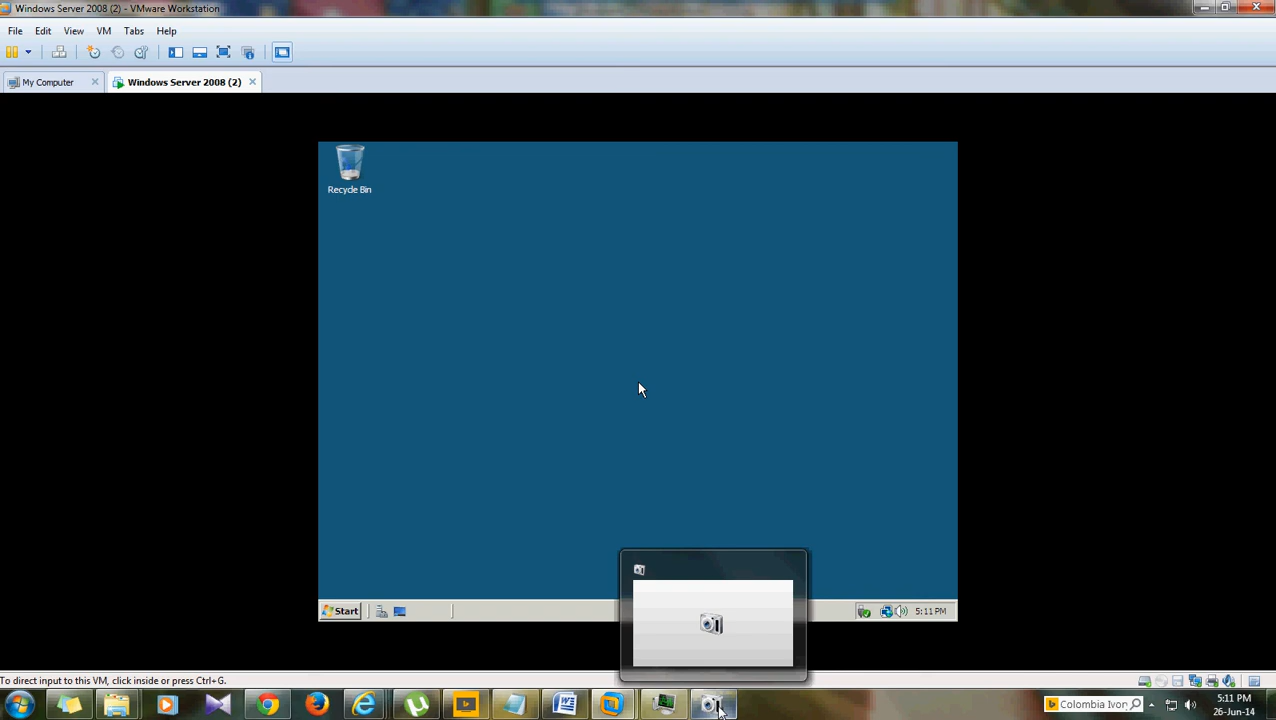 Windows Server 2008 (2) - VMware Workstation
File Edit View VM Tabs Help
My Computer Windows Server 2008 (2)
Recycle Bin
Start 5:11 PM
To direct input to this VM, click inside or press Ctrl+G.
Colombia Ivory 5:11 PM
26-Jun-14